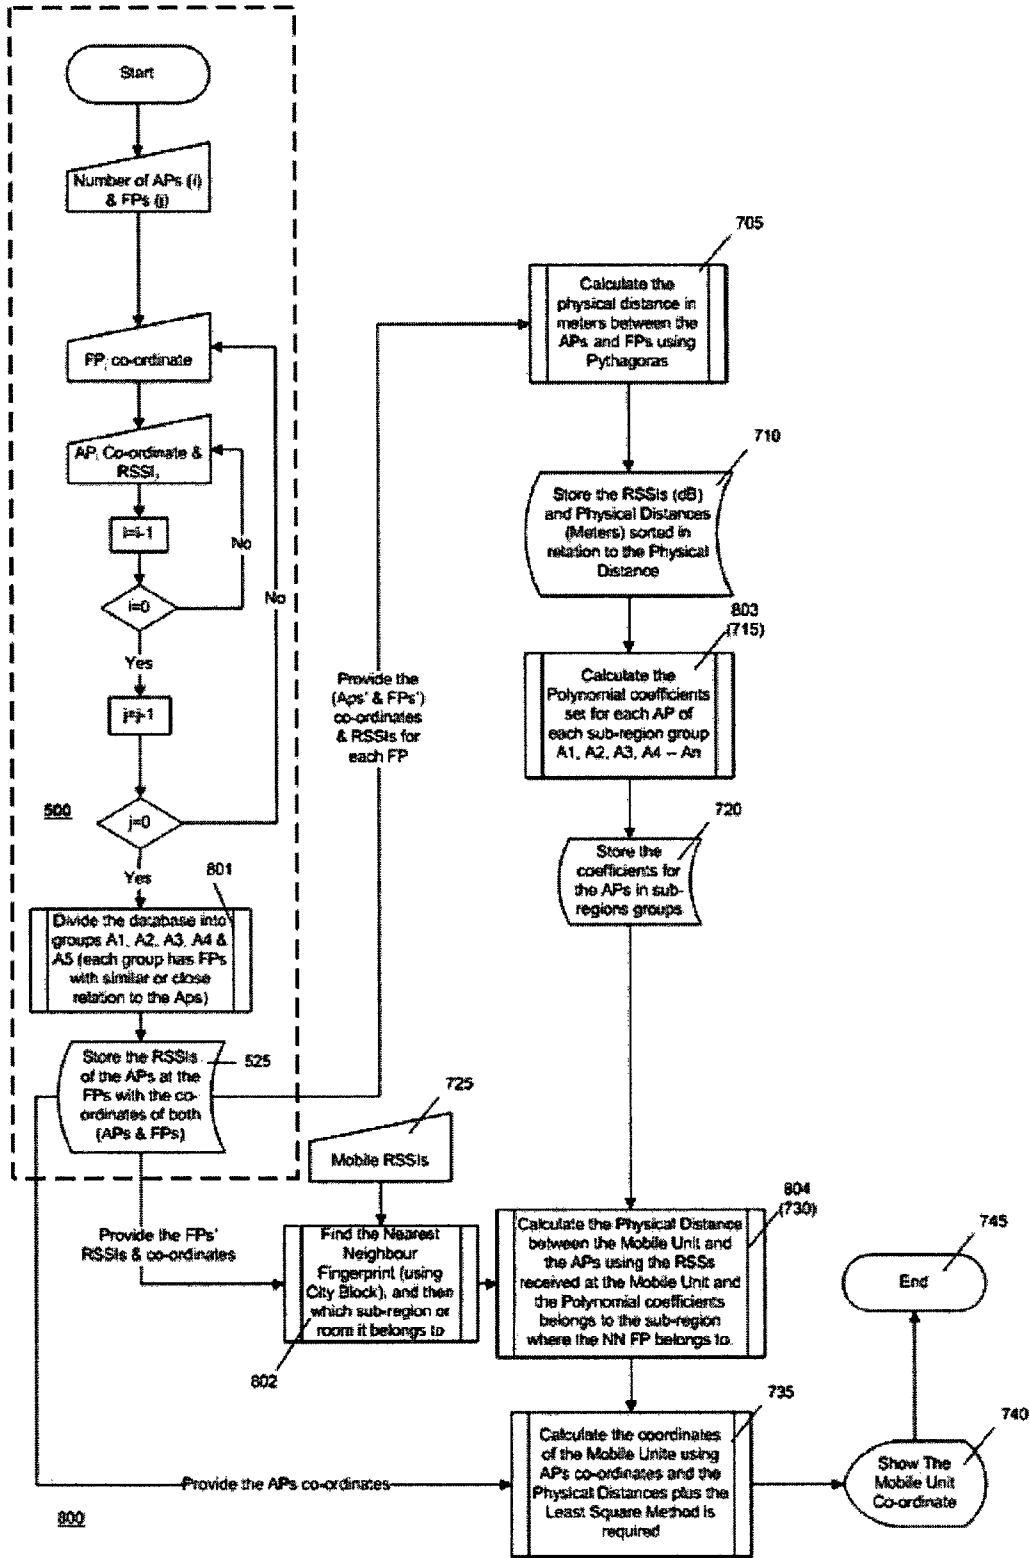 Start
Number of APs (i)
& FPs (j)
FPj co-ordinate
APi Co-ordinate &
RSSIj
i=i-1
No
i=0
Yes
j=j-1
No
500
j=0
Yes
801
Divide the database into
groups A1, A2, A3, A4 &
A5 (each group has FPs
with similar or close
relation to the Aps)
Store the RSSIs
of the APs at the
FPs with the co-
ordinates of both
(APs & FPs)
525
Provide the FPs'
RSSIs & co-ordinates
Provide the
(Aps' & FPs')
co-ordinates
& RSSIs for
each FP
705
Calculate the
physical distance in
meters between the
APs and FPs using
Pythagoras
710
Store the RSSIs (dB)
and Physical Distances
(Meters) sorted in
relation to the Physical
Distance
803
(715)
Calculate the
Polynomial coefficients
set for each AP of
each sub-region group
A1, A2, A3, A4 – An
720
Store the
coefficients for
the APs in sub-
regions groups
725
Mobile RSSIs
Find the Nearest
Neighbour
Fingerprint (using
City Block), and then
which sub-region or
room it belongs to
802
804
(730)
Calculate the Physical Distance
between the Mobile Unit and
the APs using the RSSs
received at the Mobile Unit and
the Polynomial coefficients
belongs to the sub-region
where the NN FP belongs to.
735
Calculate the coordinates
of the Mobile Unite using
APs co-ordinates and the
Physical Distances plus the
Least Square Method is
required
Provide the APs co-ordinates
745
End
740
Show The
Mobile Unit
Co-ordinate
800